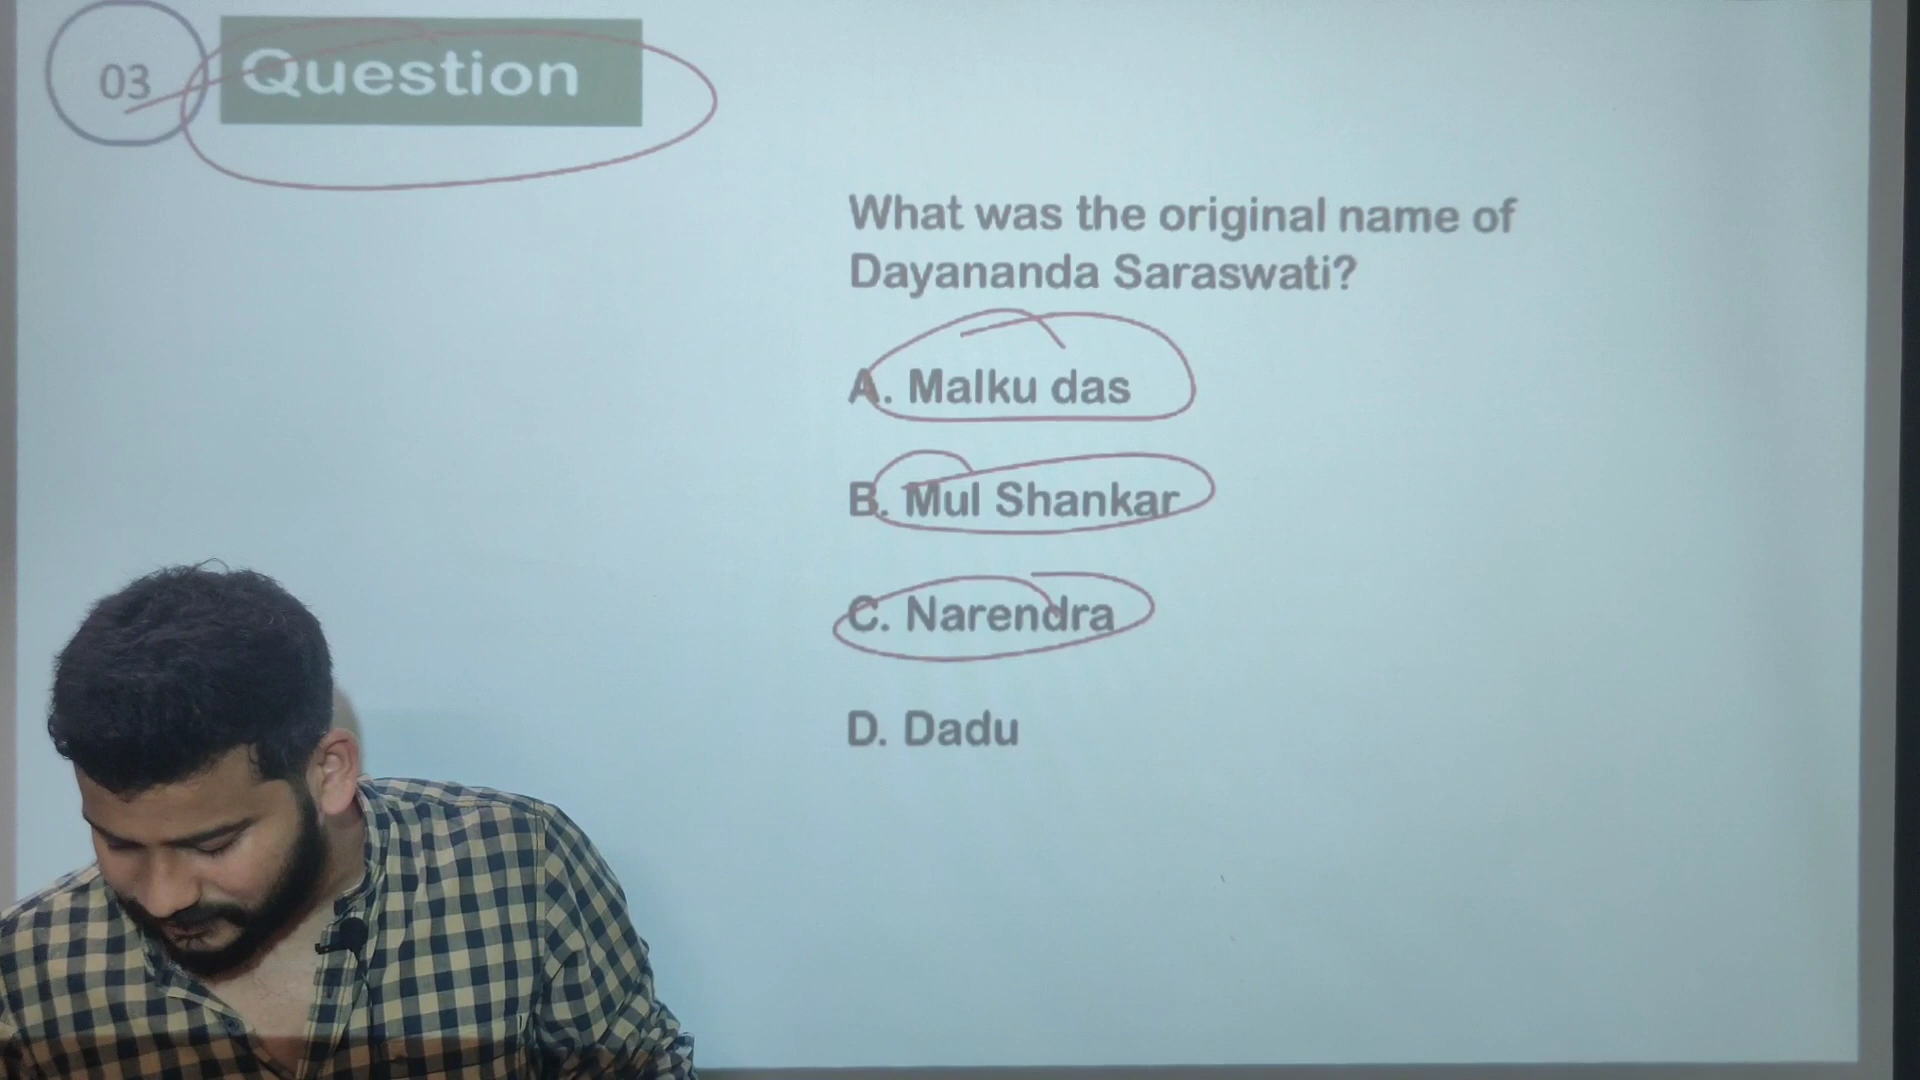 03
Question
What was the original name of
Dayananda Saraswati?
A. Malku das
B. Mul Shankar
C. Narendra
D. Dadu